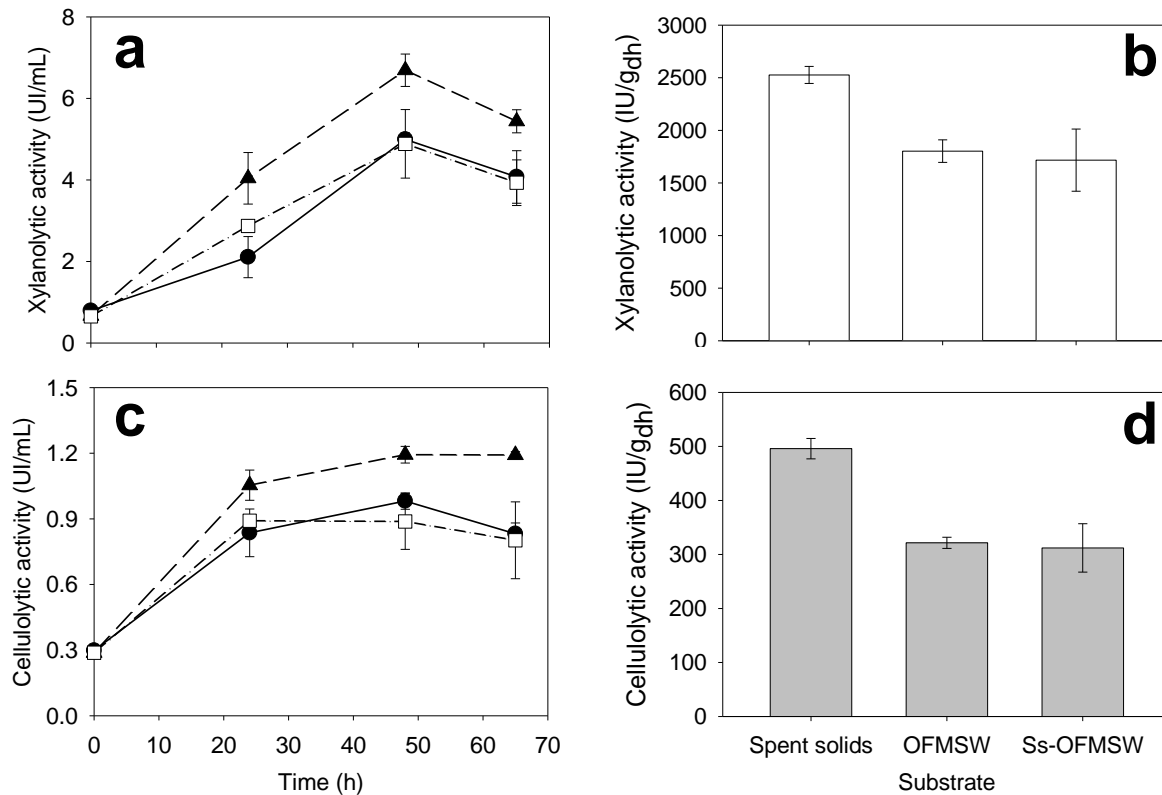 a
Xylanolytic activity (UI/mL)
8
6
4
2
0
b
Xylanolytic activity (IU/gdh)
3000
2500
2000
1500
1000
500
0
c
Cellulolytic activity (UI/mL)
1.5
1.2
0.9
0.6
0.3
0.0
0 10 20 30 40 50 60 70
Time (h)
d
Cellulolytic activity (IU/gdh)
600
500
400
300
200
100
0
Spent solids OFMSW Ss-OFMSW
Substrate